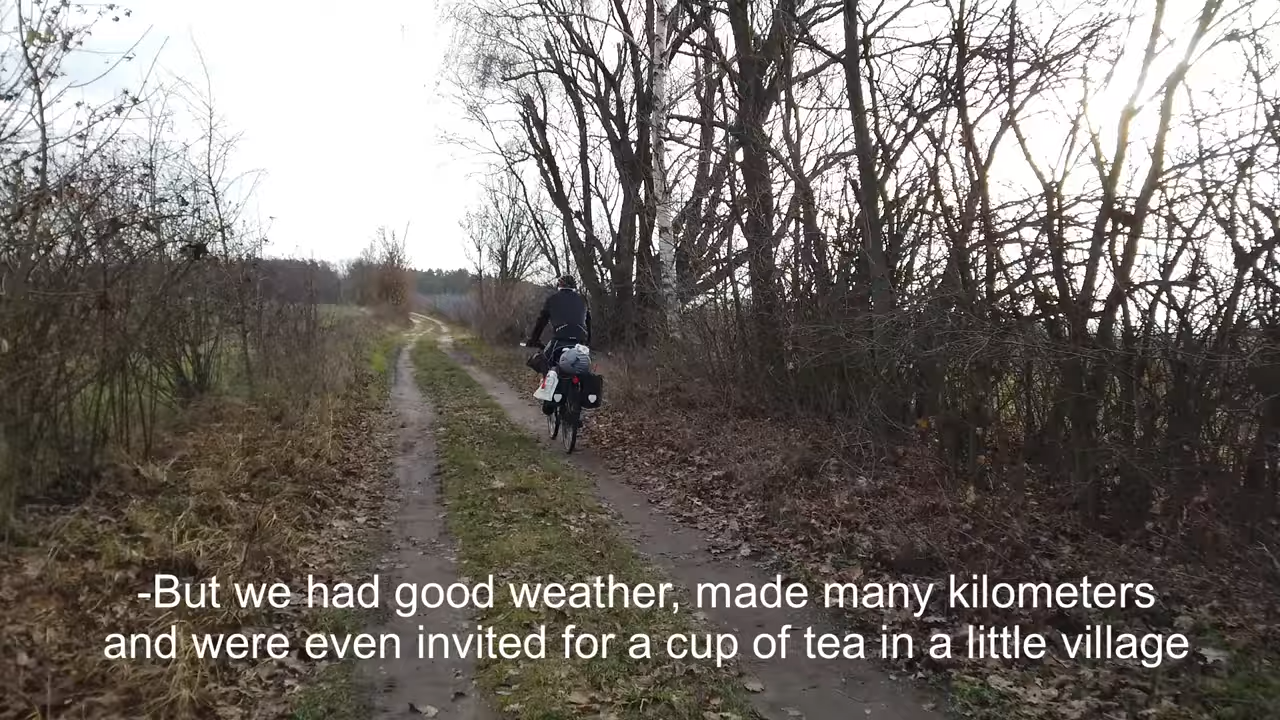 -But we had good weather, made many kilometers
and were even invited for a cup of tea in a little village